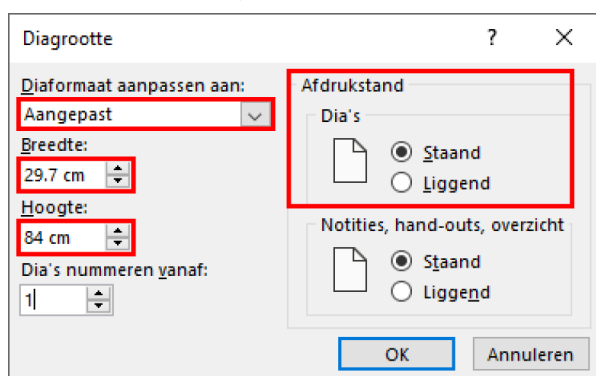 Diagrootte ? X
Diaformaat aanpassen aan:
Aangepast
Breedte:
29.7 cm
Hoogte:
84 cm
Dia's nummeren vanaf:
1
Afdrukstand
Dia's
Staand
Liggend
Notities, hand-outs, overzicht
Staand
Liggend
OK
Annuleren